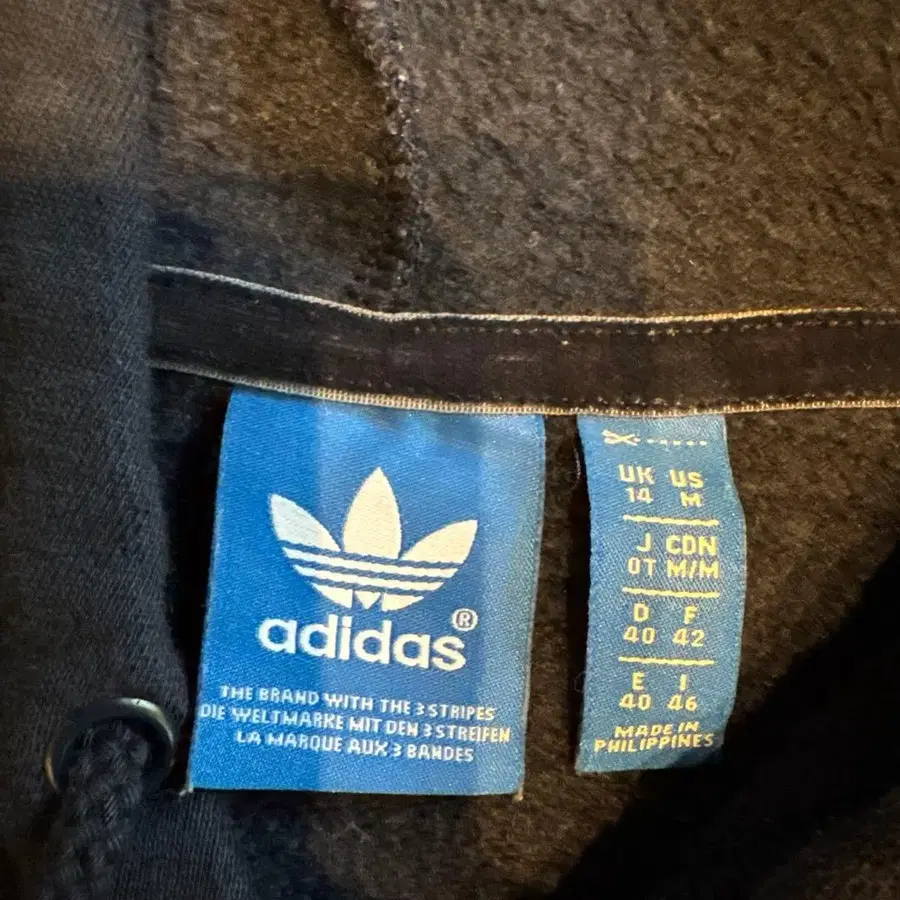 adidas®
THE BRAND WITH THE 3 STRIPES
DIE WELTMARKE MIT DEN 3 STREIFEN
LA MARQUE AUX 3 BANDES
UK US
14 M
J CDN
OT M/M
D F
40 42
E I
40 46
MADE IN
PHILIPPINES